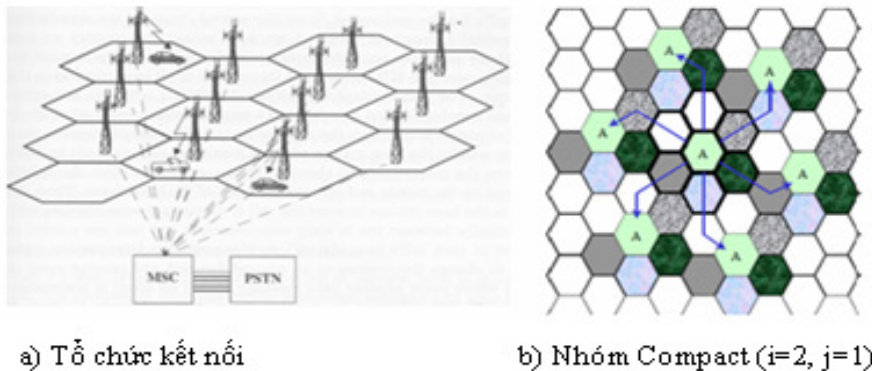 MSC
PSTN
A
A
A
A
A
A
A
a) Tổ chức kết nối
b) Nhóm Compact (i=2, j=1)